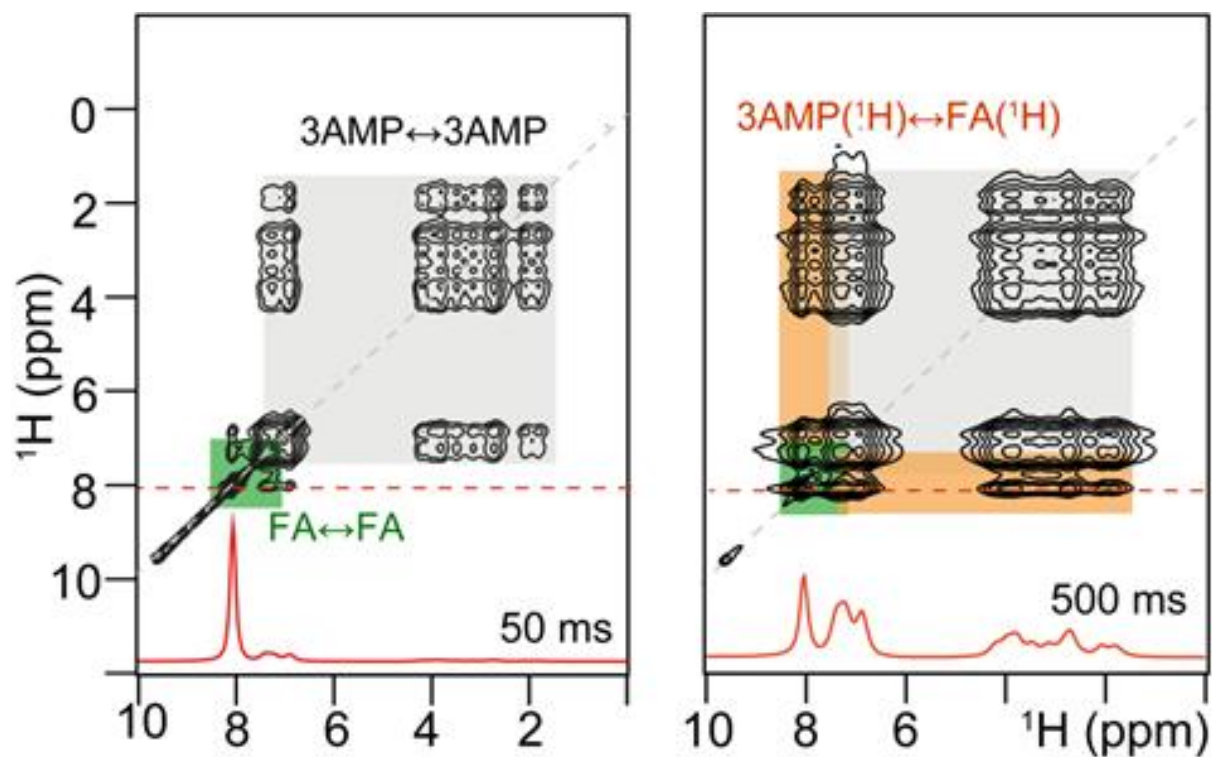 3AMP↔3AMP
FA↔FA
50 ms
0
2
4
6
8
10
¹H (ppm)
10 8 6 4 2
3AMP(¹H)↔FA(¹H)
500 ms
10 8 6 ¹H (ppm)